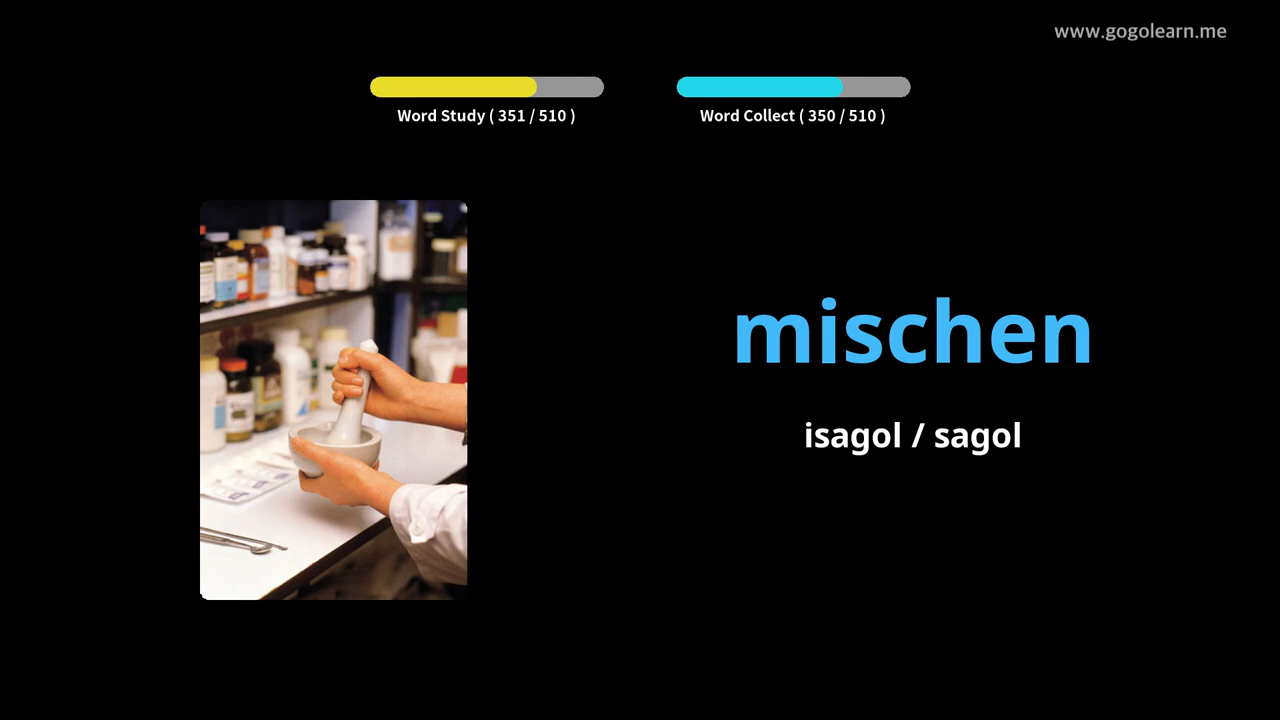 www.gogolearn.me
Word Study ( 351 / 510 )
Word Collect ( 350 / 510 )
mischen
isagol / sagol